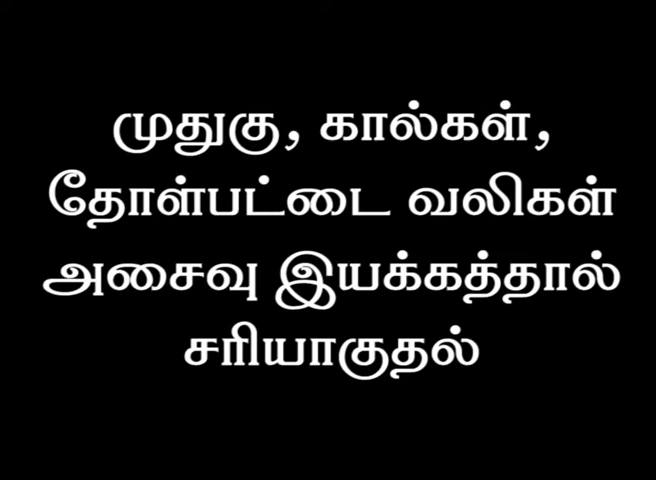 முதுகு, கால்கள்,
தோள்பட்டை வலிகள்
அசைவு இயக்கத்தால்
சரியாகுதல்